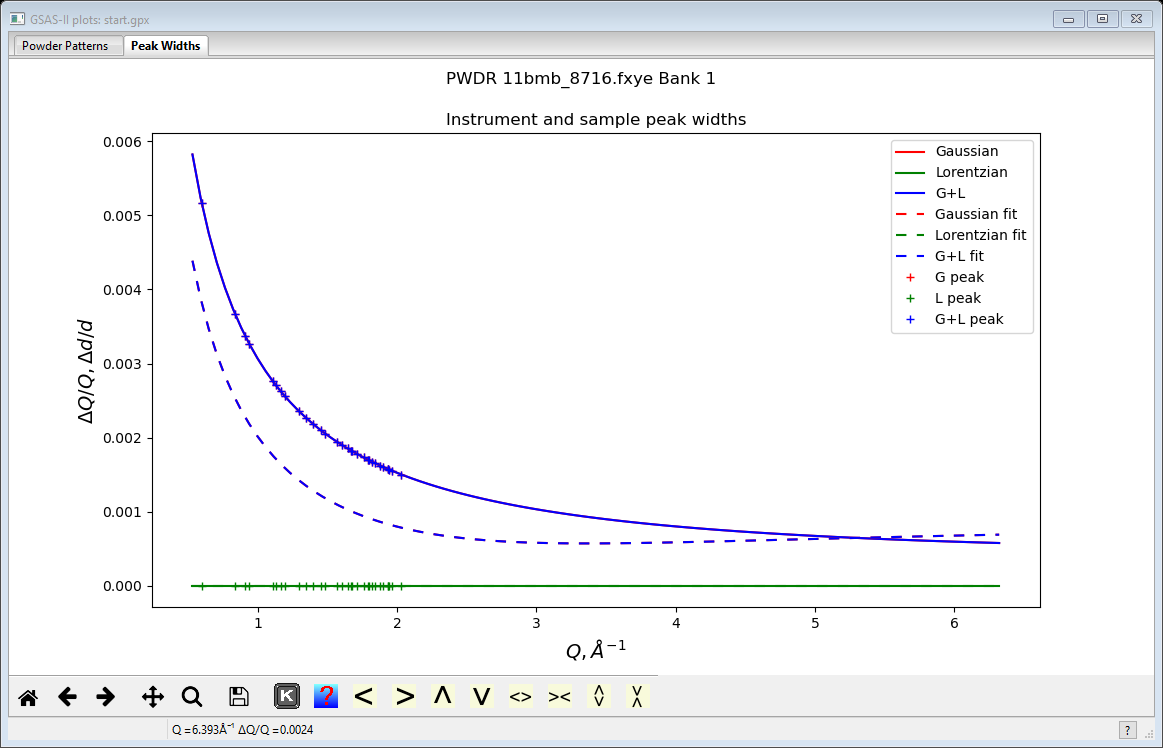 GSAS-II plots: start.gpx
Powder Patterns
Peak Widths
PWDR 11bmb_8716.fxye Bank 1
Instrument and sample peak widths
ΔQ/Q, Δd/d
0.006
0.005
0.004
0.003
0.002
0.001
0.000
Gaussian
Lorentzian
G+L
Gaussian fit
Lorentzian fit
G+L fit
G peak
L peak
G+L peak
1 2 3 4 5 6
Q, Å⁻¹
K ? < > Λ V <> ><
Q =6.393Å⁻¹ ΔQ/Q =0.0024
?